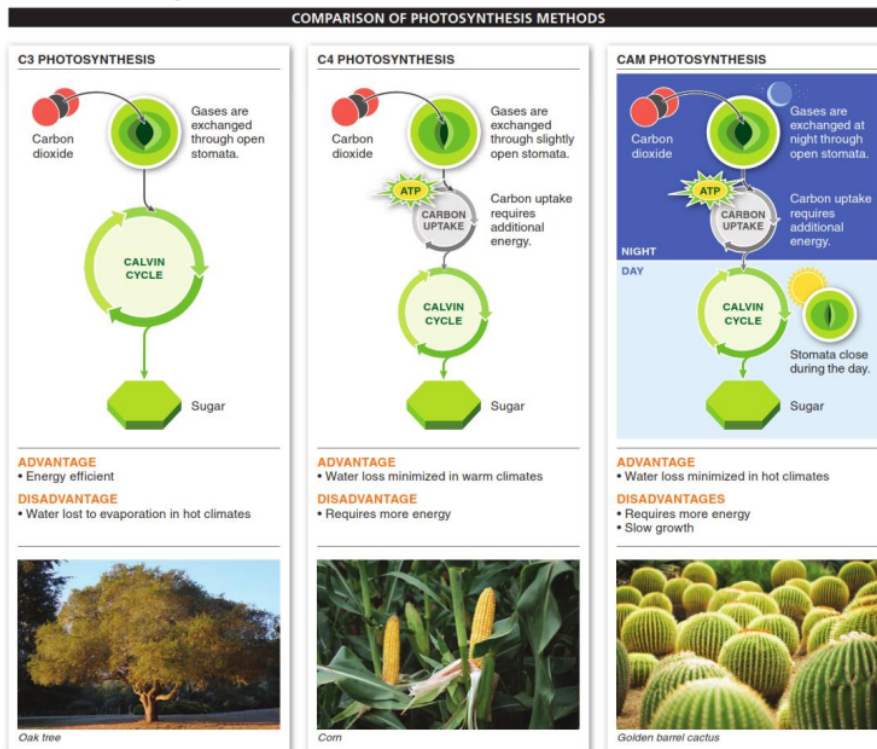 COMPARISON OF PHOTOSYNTHESIS METHODS
C3 PHOTOSYNTHESIS
Carbon
dioxide
Gases are
exchanged
through open
stomata.
CALVIN
CYCLE
Sugar
ADVANTAGE
• Energy efficient
DISADVANTAGE
• Water lost to evaporation in hot climates
Oak tree
C4 PHOTOSYNTHESIS
Carbon
dioxide
Gases are
exchanged
through slightly
open stomata.
ATP
CARBON
UPTAKE
Carbon uptake
requires
additional
energy.
CALVIN
CYCLE
Sugar
ADVANTAGE
• Water loss minimized in warm climates
DISADVANTAGE
• Requires more energy
Corn
CAM PHOTOSYNTHESIS
Carbon
dioxide
Gases are
exchanged at
night through
open stomata.
ATP
CARBON
UPTAKE
Carbon uptake
requires
additional
energy.
NIGHT
DAY
CALVIN
CYCLE
Stomata close
during the day.
Sugar
ADVANTAGE
• Water loss minimized in hot climates
DISADVANTAGES
• Requires more energy
• Slow growth
Golden barrel cactus